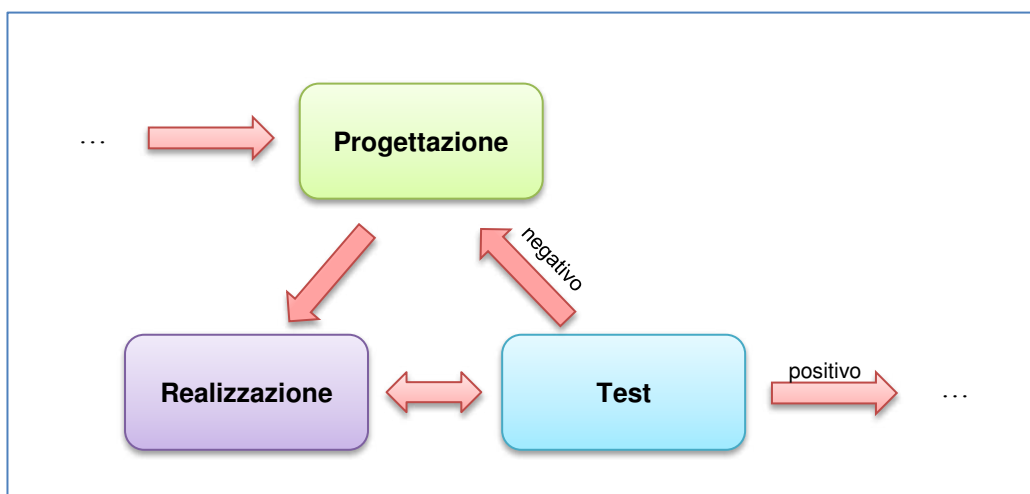 ...
Progettazione
negativo
Realizzazione
Test
positivo
...